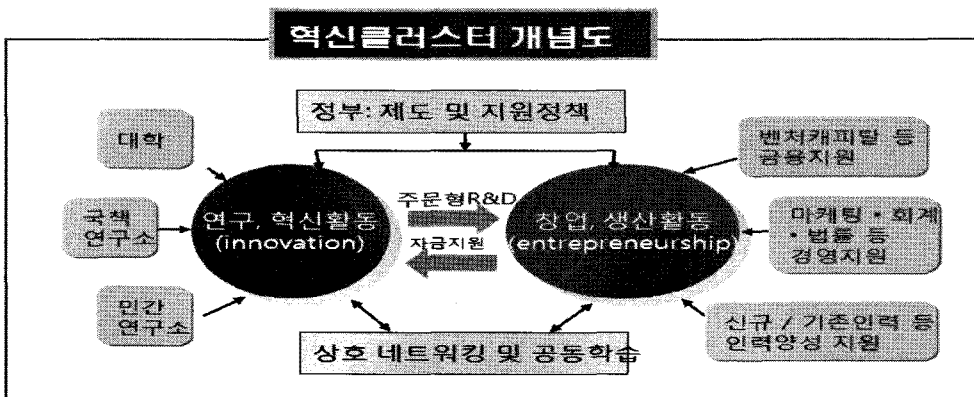 혁신클러스터 개념도
정부: 제도 및 지원정책
대학
국책
연구소
민간
연구소
연구, 혁신활동
(innovation)
주문형R&D
자금지원
창업, 생산활동
(entrepreneurship)
벤처캐피탈 등
금융지원
마케팅·회계
·법률 등
경영지원
신규 / 기존인력 등
인력양성 지원
상호 네트워킹 및 공동학습